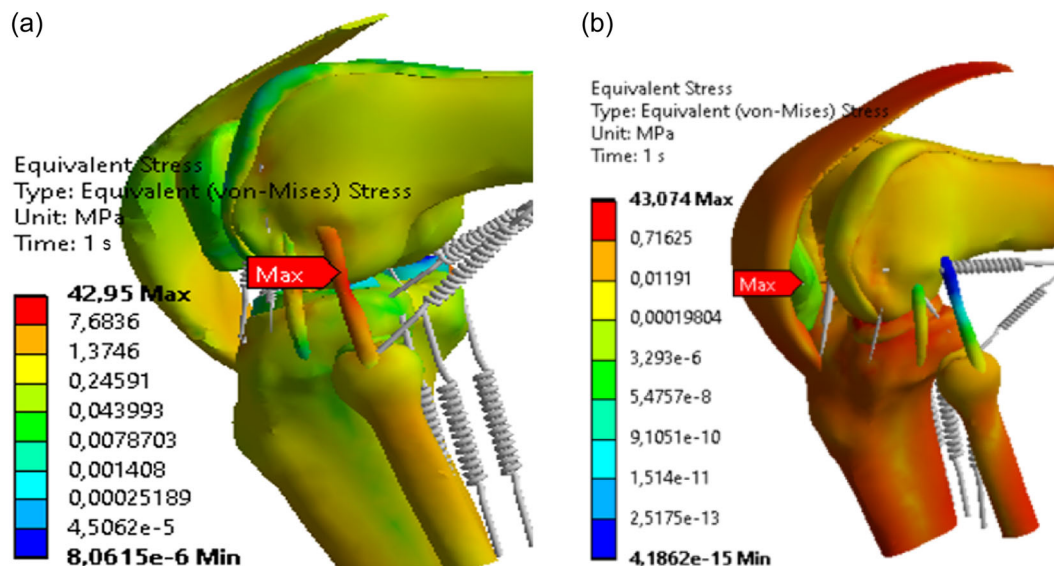 (a)
Equivalent Stress
Type: Equivalent (von-Mises) Stress
Unit: MPa
Time: 1 s
Max
42,95 Max
7,6836
1,3746
0,24591
0,043993
0,0078703
0,001408
0,00025189
4,5062e-5
8,0615e-6 Min
(b)
Equivalent Stress
Type: Equivalent (von-Mises) Stress
Unit: MPa
Time: 1 s
43,074 Max
0,71625
0,01191
0,00019804
3,293e-6
5,4757e-8
9,1051e-10
1,514e-11
2,5175e-13
4,1862e-15 Min
Max